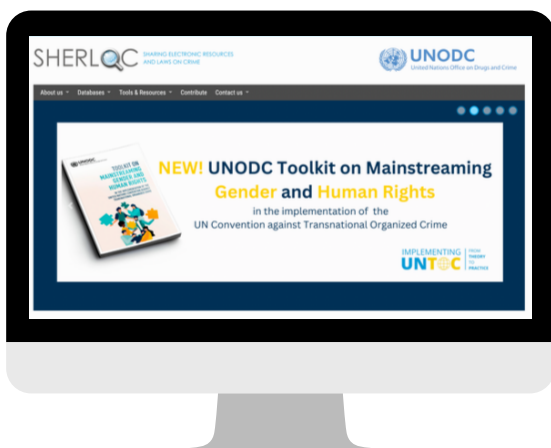 SHERLOC SHARING ELECTRONIC RESOURCES
AND LAWS ON CRIME
UNODC
United Nations Office on Drugs and Crime
About us Databases Tools & Resources Contribute Contact us
UNODC
TOOLKIT ON
MAINSTREAMING
GENDER AND
HUMAN RIGHTS
NEW! UNODC Toolkit on Mainstreaming
Gender and Human Rights
in the implementation of the
UN Convention against Transnational Organized Crime
IMPLEMENTING
UNTOC
FROM
THEORY
TO
PRACTICE